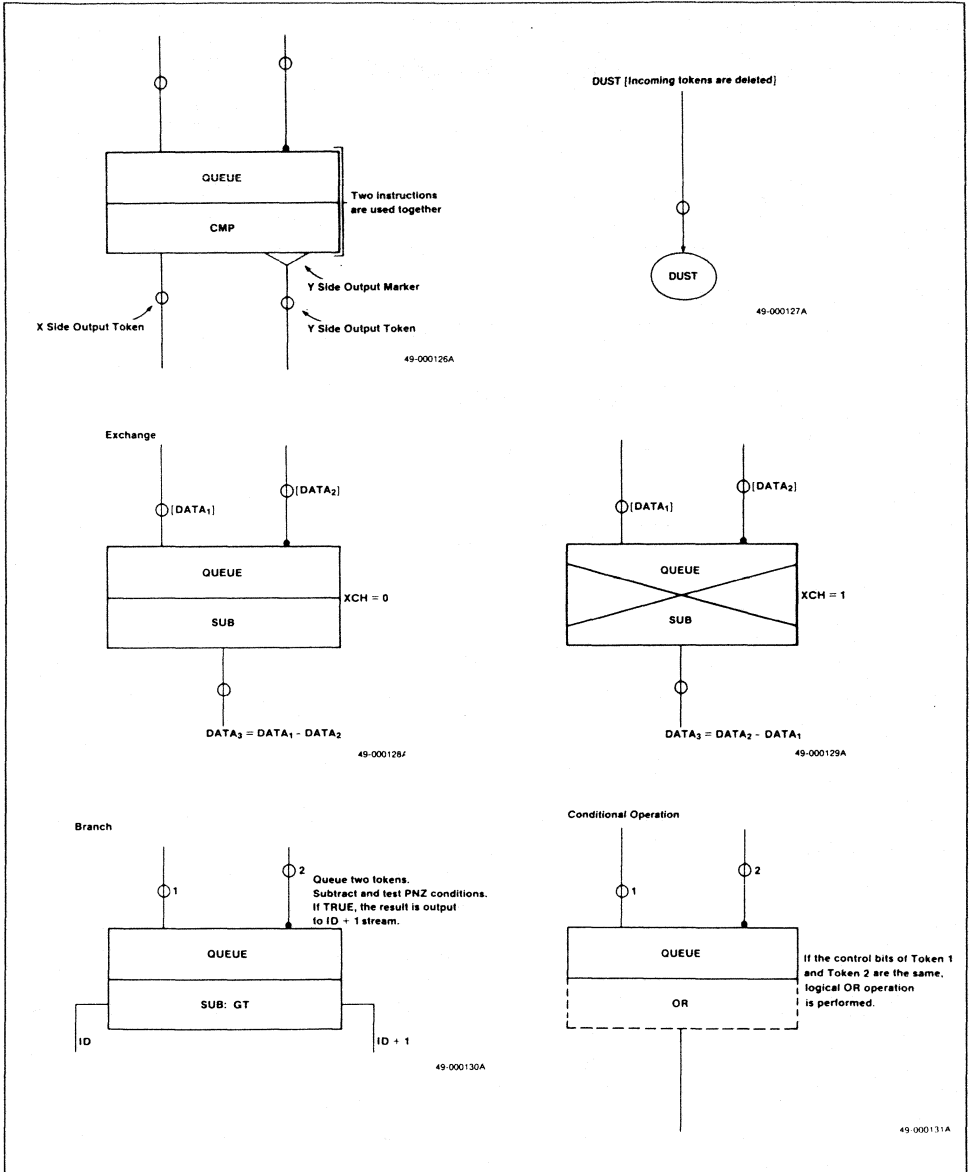 QUEUE
CMP
Two instructions
are used together
Y Side Output Marker
X Side Output Token
Y Side Output Token
49-000126A
DUST [Incoming tokens are deleted]
DUST
49-000127A
Exchange
[DATA₁]
[DATA₂]
QUEUE
XCH = 0
SUB
DATA₃ = DATA₁ - DATA₂
49-000128A
[DATA₁]
[DATA₂]
QUEUE
XCH = 1
SUB
DATA₃ = DATA₂ - DATA₁
49-000129A
Branch
1
2
Queue two tokens.
Subtract and test PNZ conditions.
If TRUE, the result is output
to ID + 1 stream.
QUEUE
SUB: GT
ID
ID + 1
49-000130A
Conditional Operation
1
2
QUEUE
OR
If the control bits of Token 1
and Token 2 are the same,
logical OR operation
is performed.
49-000131A